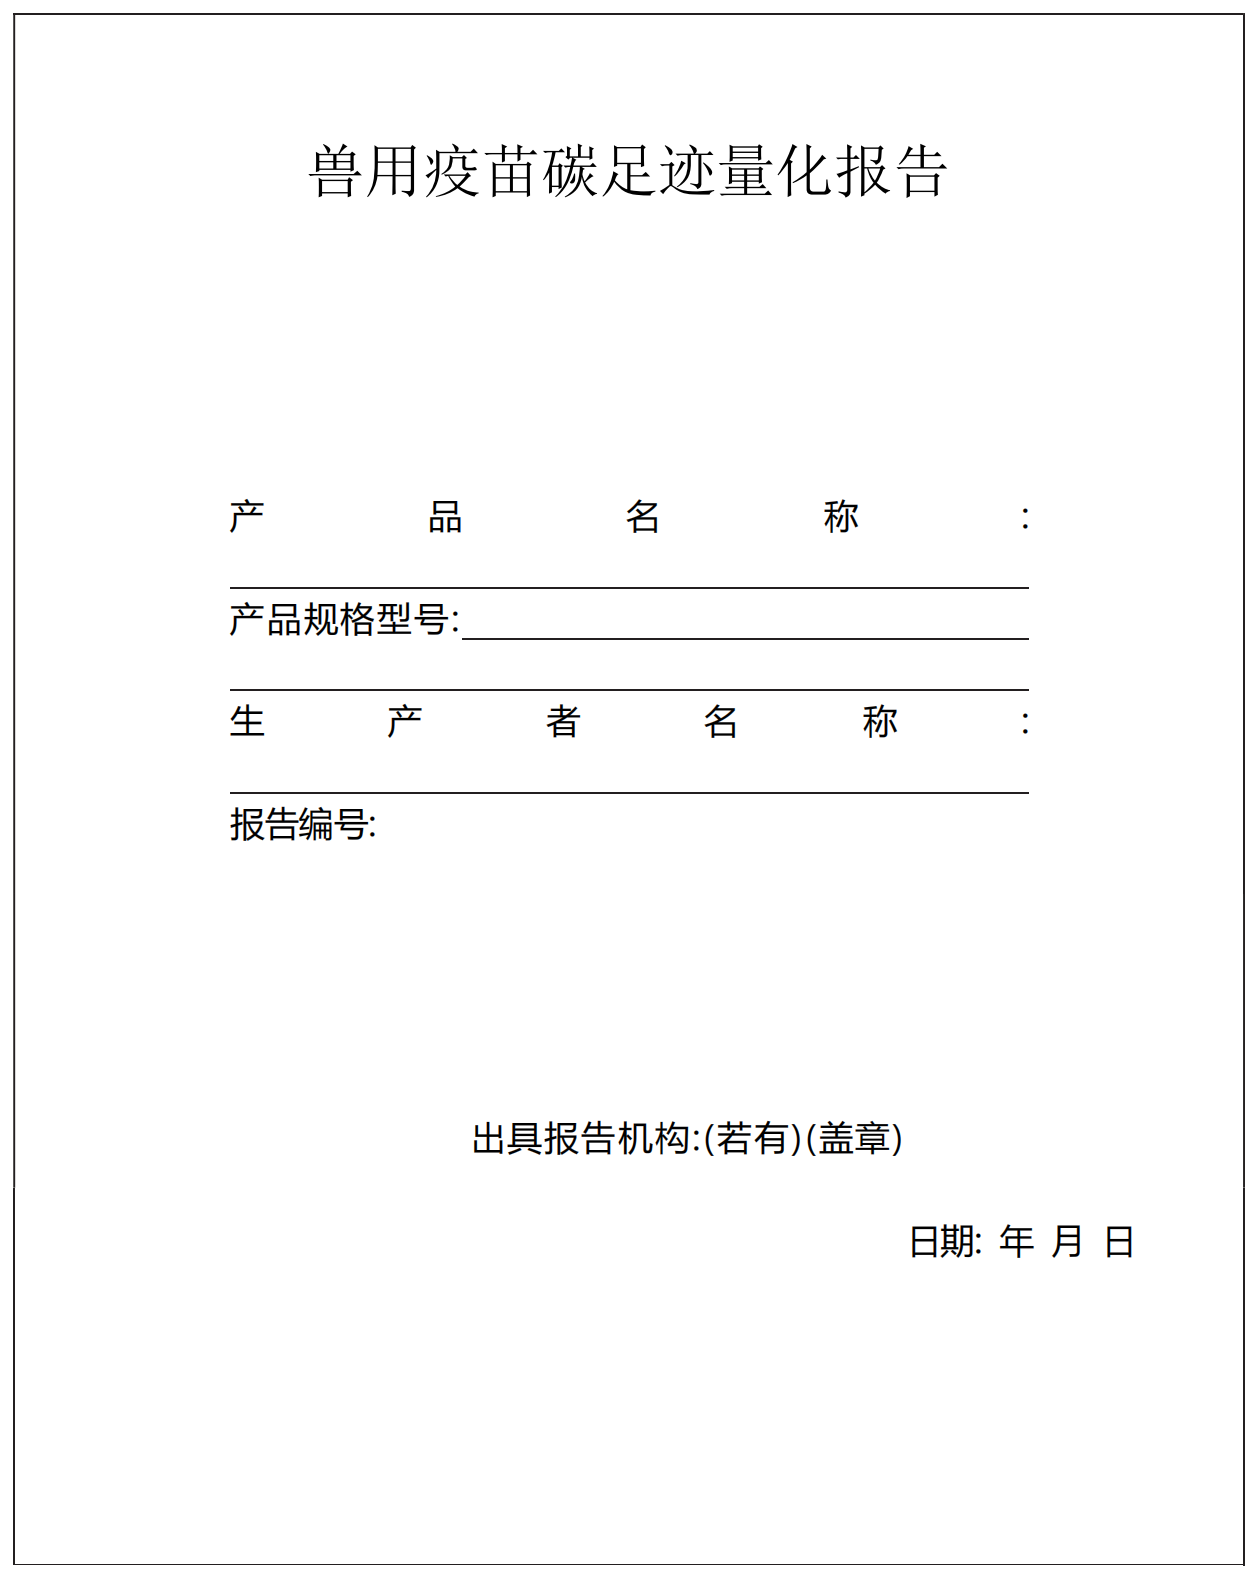 兽用疫苗碳足迹量化报告
产品名称:
产品规格型号:
生产者名称:
报告编号:
出具报告机构:(若有)(盖章)
日期: 年 月 日